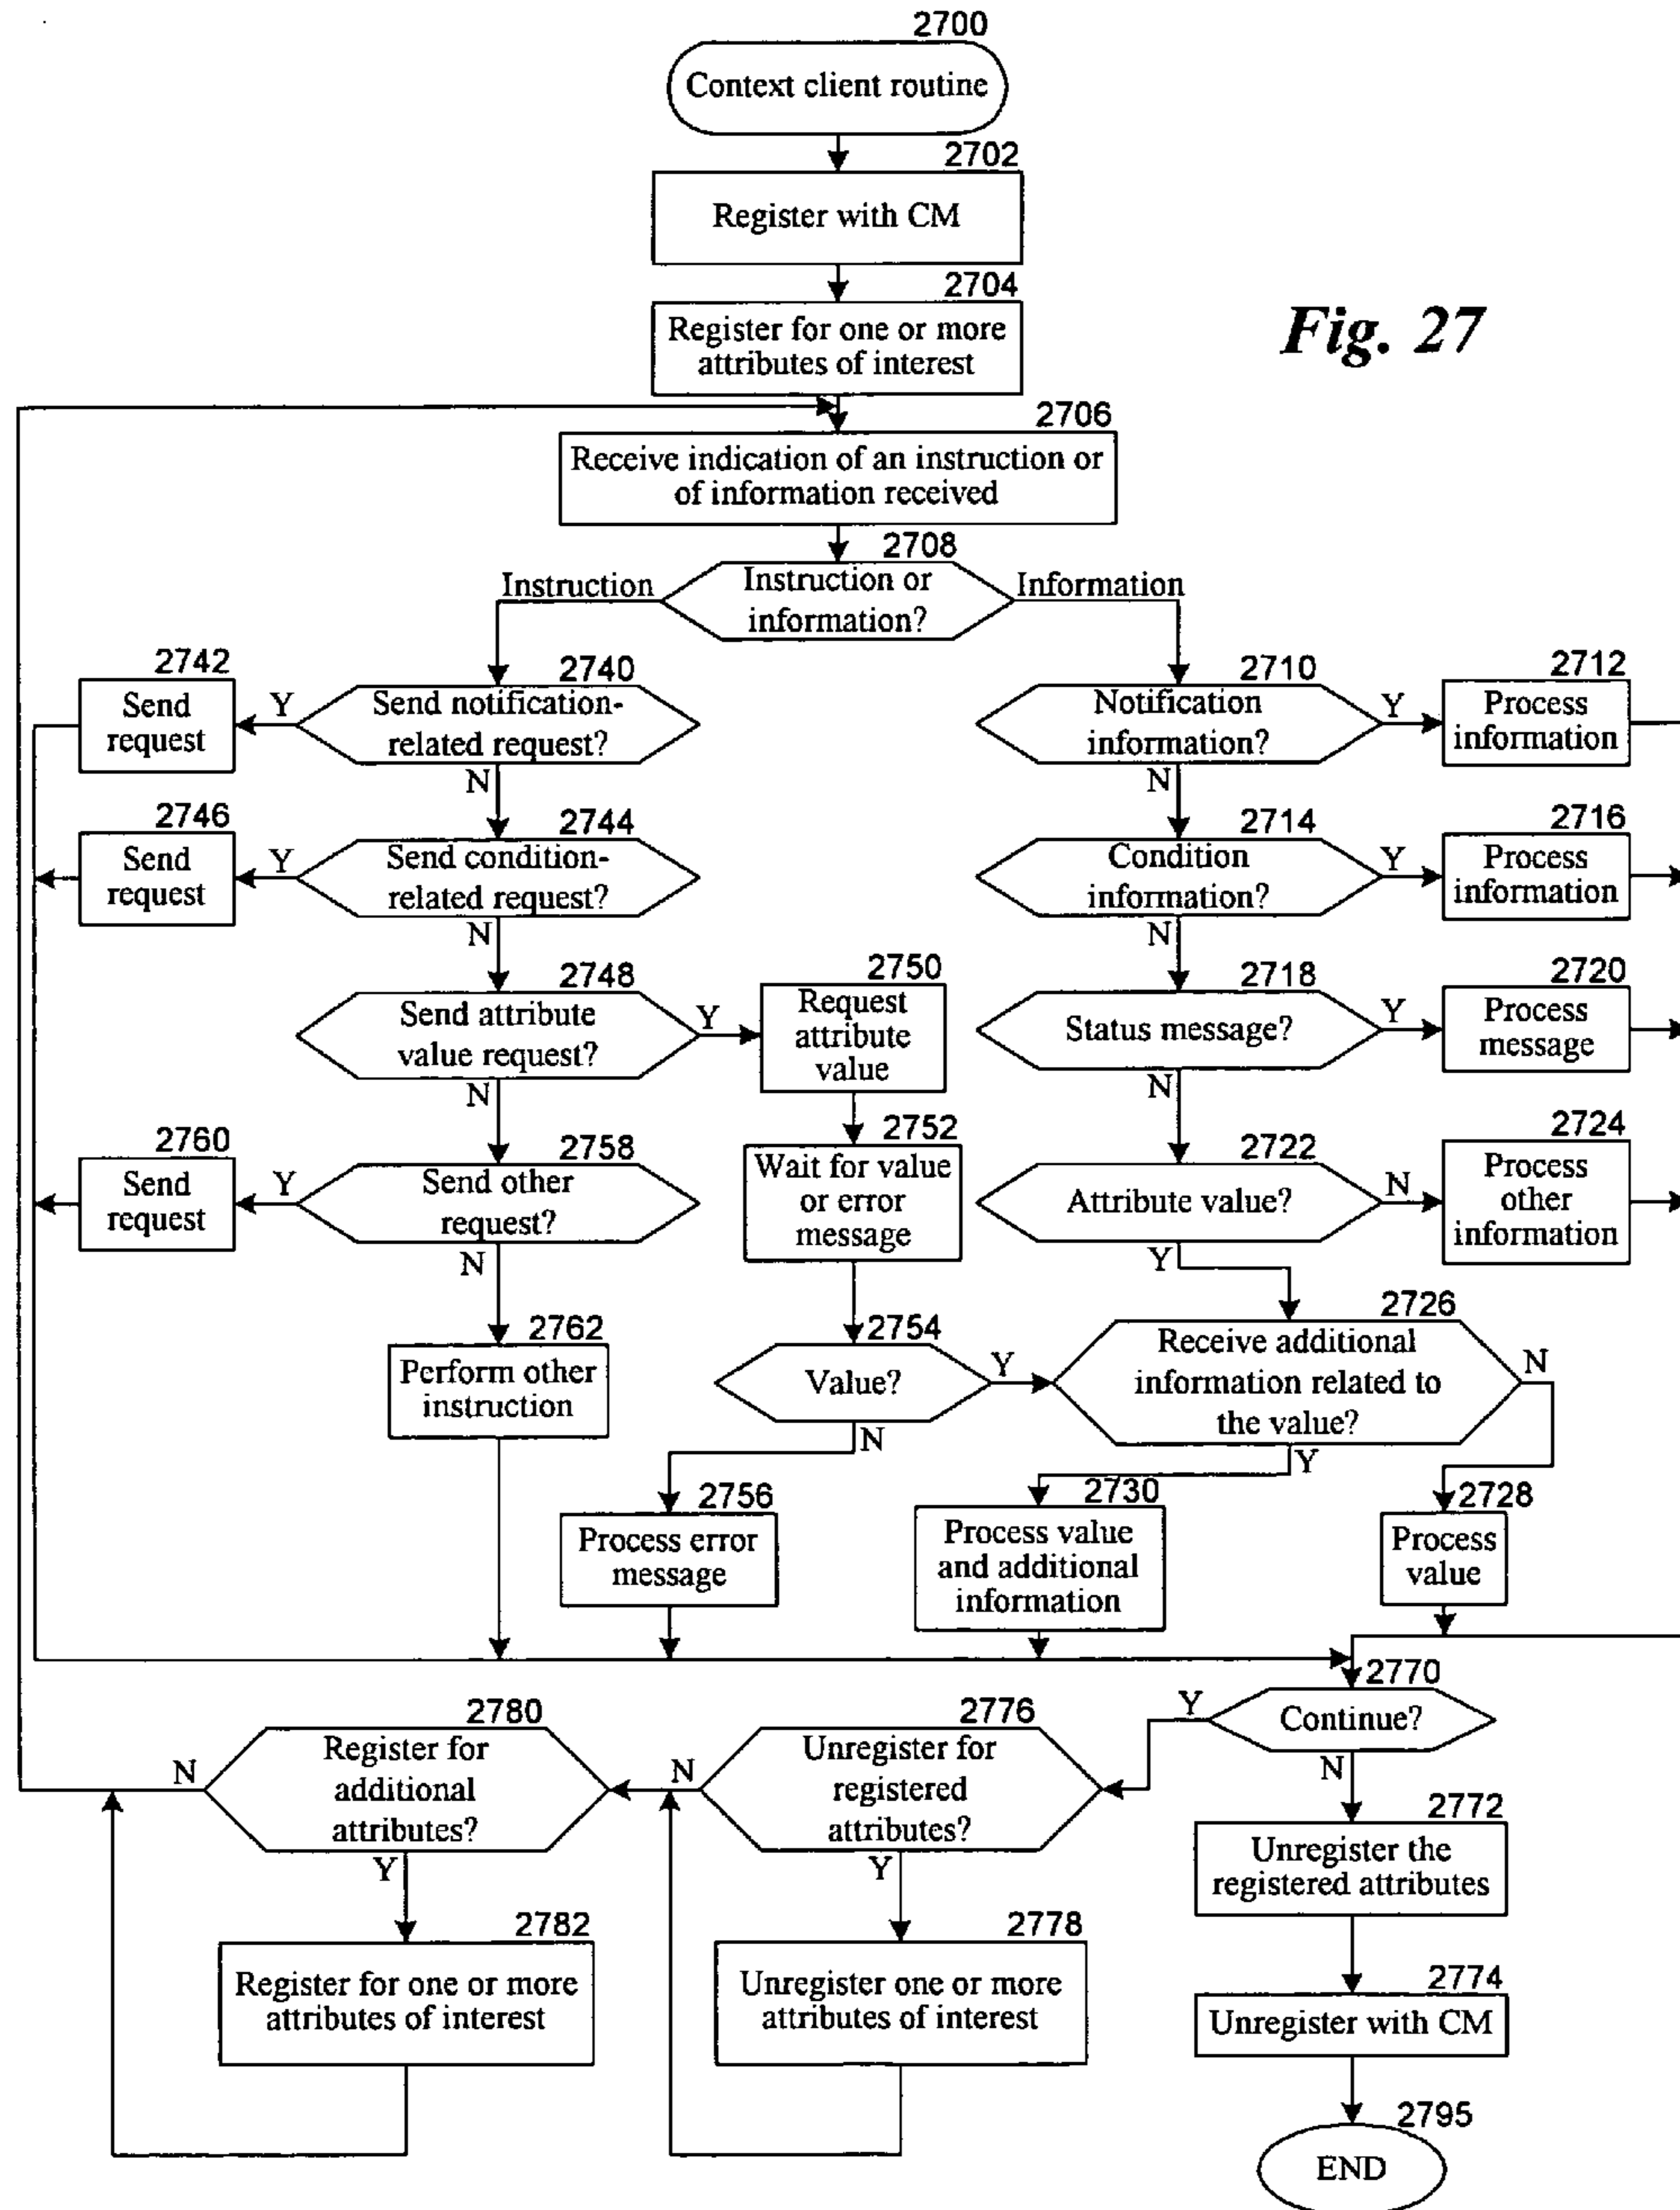 2700
Context client routine
2702
Register with CM
2704
Register for one or more
attributes of interest
Fig. 27
2706
Receive indication of an instruction or
of information received
2708
Instruction
Instruction or
information?
Information
2742
Send
request
Y
2740
Send notification-
related request?
N
2710
Notification
information?
Y
N
2712
Process
information
2746
Send
request
Y
2744
Send condition-
related request?
N
2714
Condition
information?
Y
N
2716
Process
information
2748
Send attribute
value request?
Y
N
2750
Request
attribute
value
2718
Status message?
Y
N
2720
Process
message
2760
Send
request
Y
2758
Send other
request?
N
2752
Wait for value
or error
message
2722
Attribute value?
N
Y
2724
Process
other
information
2762
Perform other
instruction
2754
Value?
Y
N
2726
Receive additional
information related to
the value?
N
Y
2756
Process error
message
2730
Process value
and additional
information
2728
Process
value
2770
Continue?
Y
N
2780
Register for
additional
attributes?
N
Y
2776
Unregister for
registered
attributes?
N
Y
2772
Unregister the
registered attributes
2782
Register for one or more
attributes of interest
2778
Unregister one or more
attributes of interest
2774
Unregister with CM
2795
END